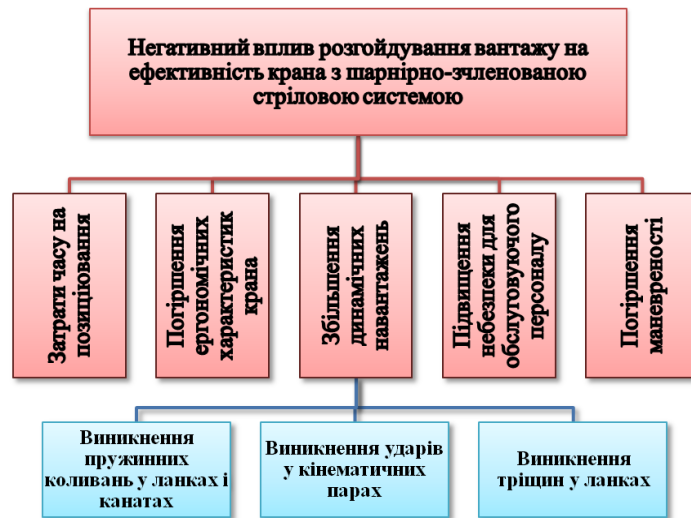 Негативний вплив розгойдування вантажу на
ефективність крана з шарнірно-зчленованою
стріловою системою
Затрати часу на
позиціювання
Погіршення
ергономічних
характеристик
крана
Збільшення
динамічних
навантажень
Підвищення
небезпеки для
обслуговуючого
персоналу
Погіршення
маневреності
Виникнення
пружинних
коливань у ланках і
канатах
Виникнення ударів
у кінематичних
парах
Виникнення
тріщин у ланках